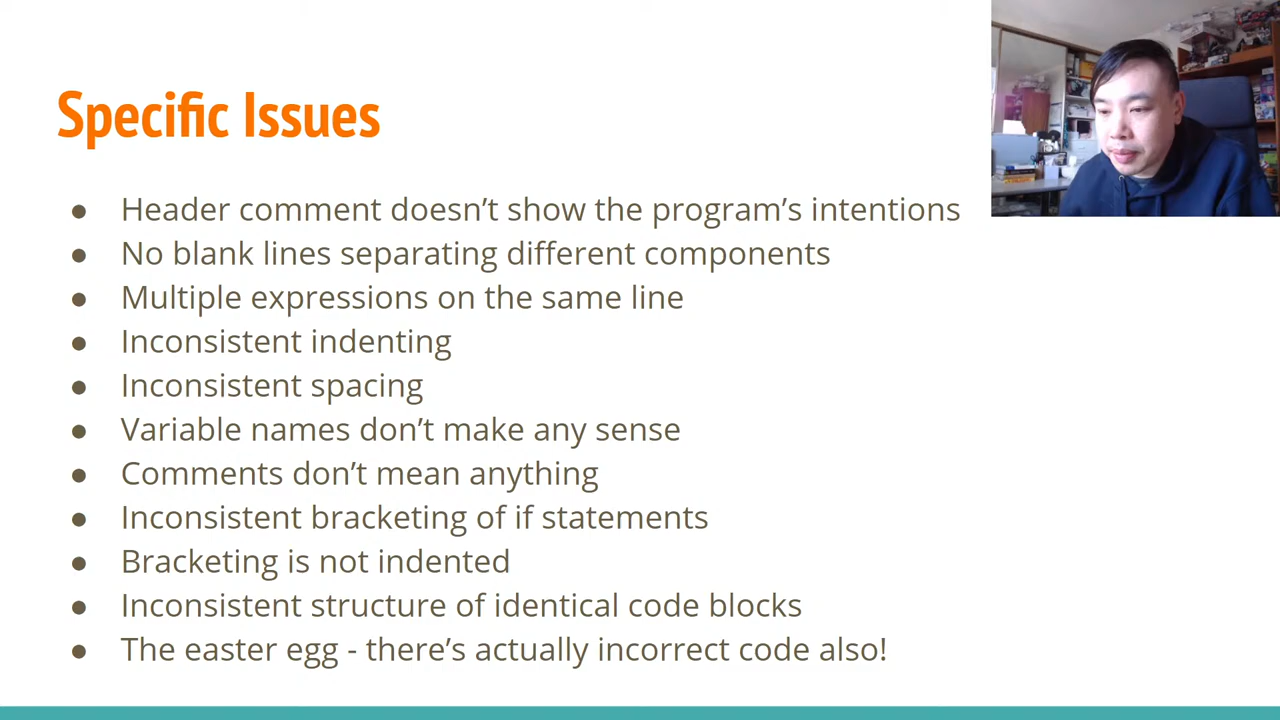 Specific Issues
● Header comment doesn’t show the program’s intentions
● No blank lines separating different components
● Multiple expressions on the same line
● Inconsistent indenting
● Inconsistent spacing
● Variable names don’t make any sense
● Comments don’t mean anything
● Inconsistent bracketing of if statements
● Bracketing is not indented
● Inconsistent structure of identical code blocks
● The easter egg - there’s actually incorrect code also!